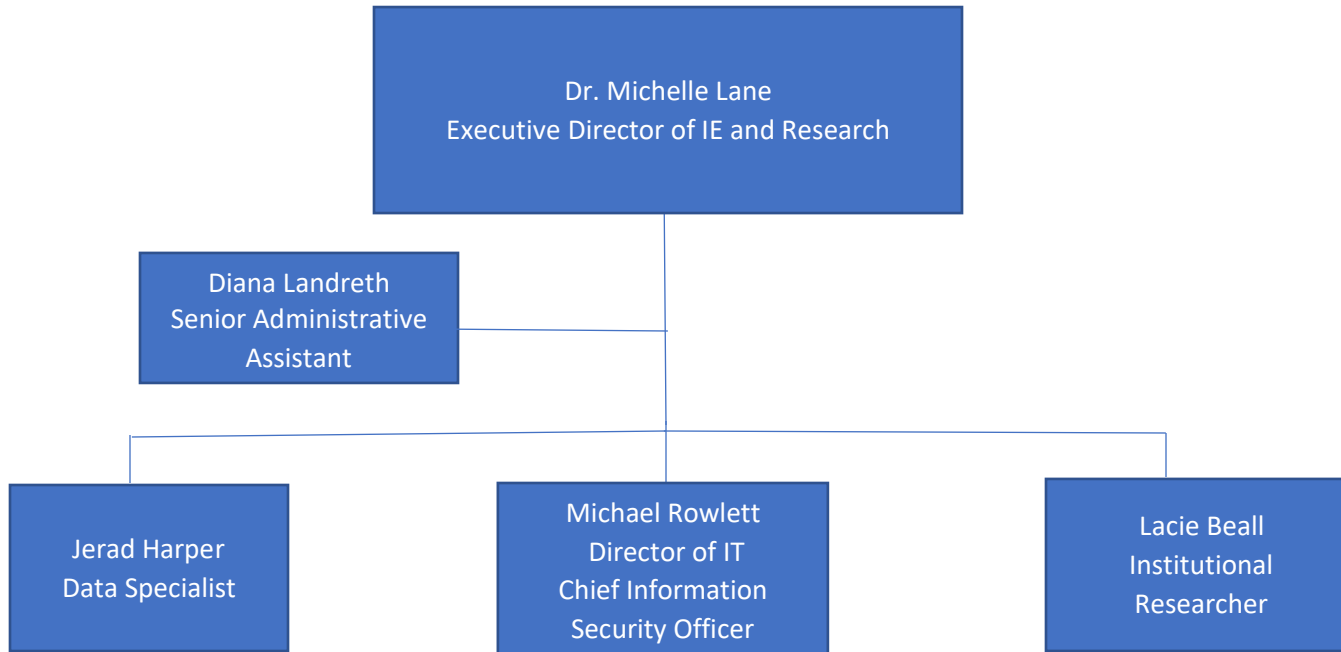 Dr. Michelle Lane
Executive Director of IE and Research
Diana Landreth
Senior Administrative
Assistant
Jerad Harper
Data Specialist
Michael Rowlett
Director of IT
Chief Information
Security Officer
Lacie Beall
Institutional
Researcher